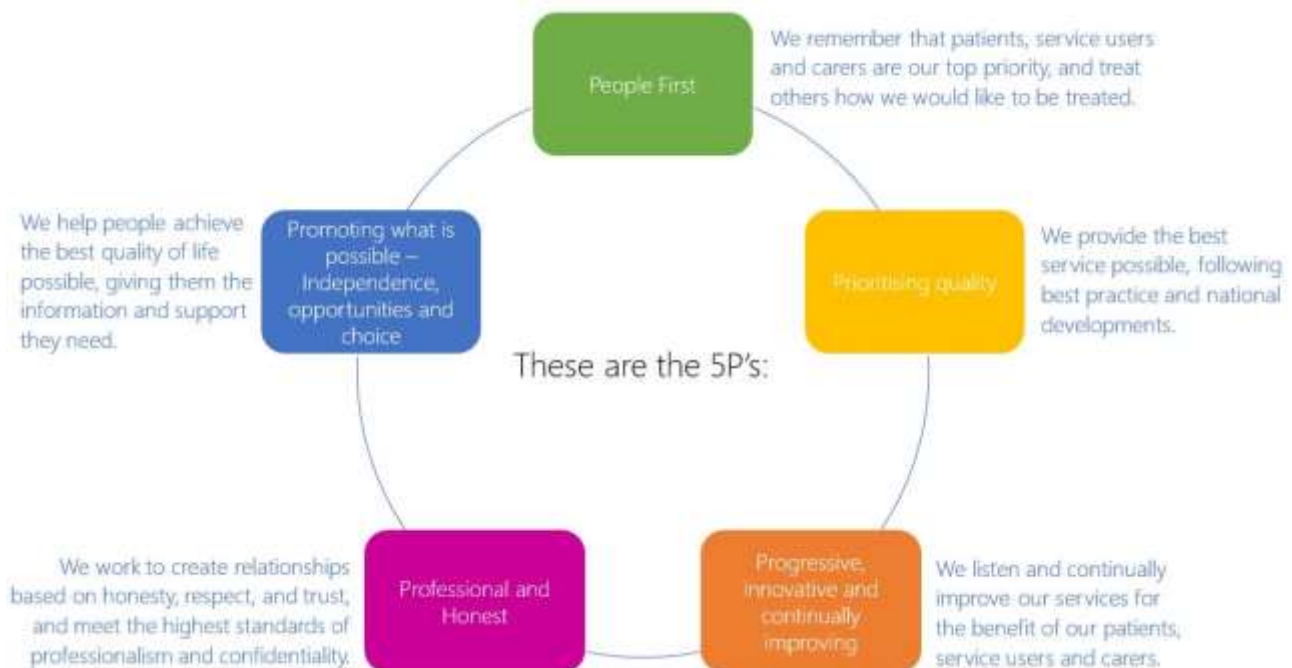 People First
We remember that patients, service users
and carers are our top priority, and treat
others how we would like to be treated.
Prioritising quality
We provide the best
service possible, following
best practice and national
developments.
Progressive,
innovative and
continually
improving
We listen and continually
improve our services for
the benefit of our patients,
service users and carers.
Professional and
Honest
We work to create relationships
based on honesty, respect, and trust,
and meet the highest standards of
professionalism and confidentiality.
Promoting what is
possible –
Independence,
opportunities and
choice
We help people achieve
the best quality of life
possible, giving them the
information and support
they need.
These are the 5P's: